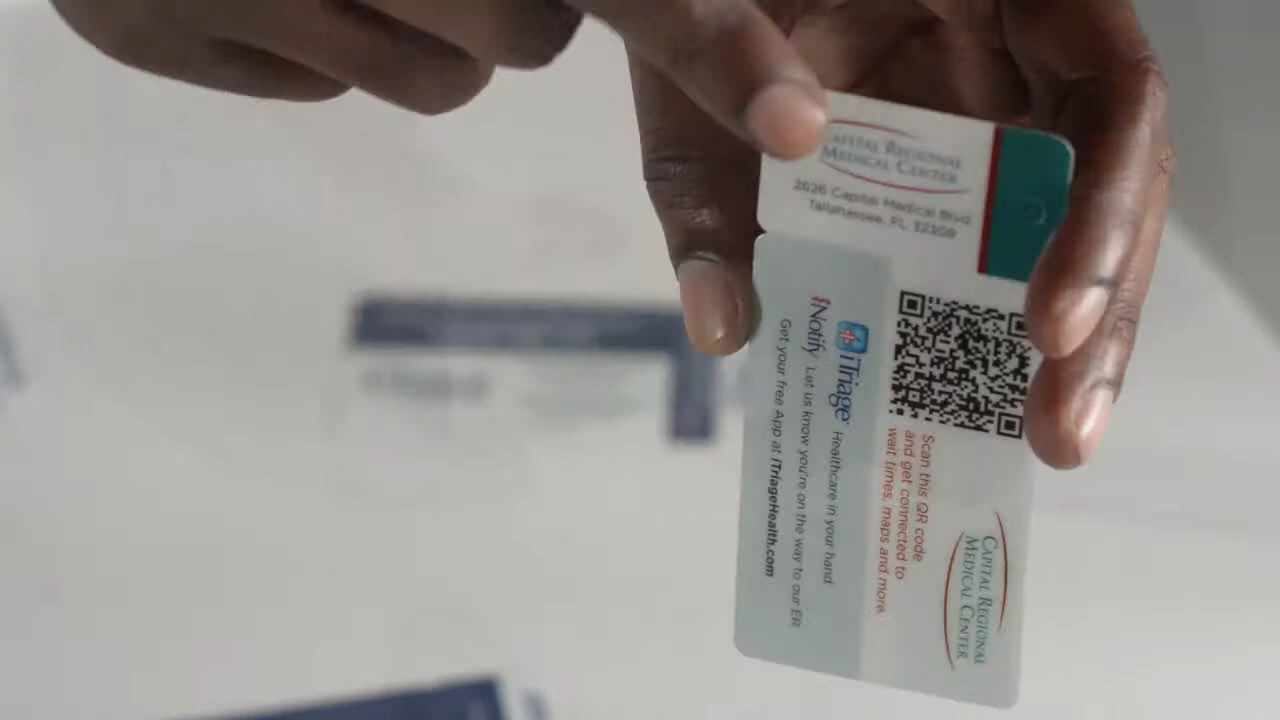 CAPITAL REGIONAL
MEDICAL CENTER
2626 Capital Medical Blvd.
Tallahassee, FL 32309
CAPITAL REGIONAL
MEDICAL CENTER
Scan this QR code
and get connected to
wait times, maps and more.
iTriage Healthcare in your hand.
iNotify Let us know you're on the way to our ER.
Get your free App at iTriageHealth.com